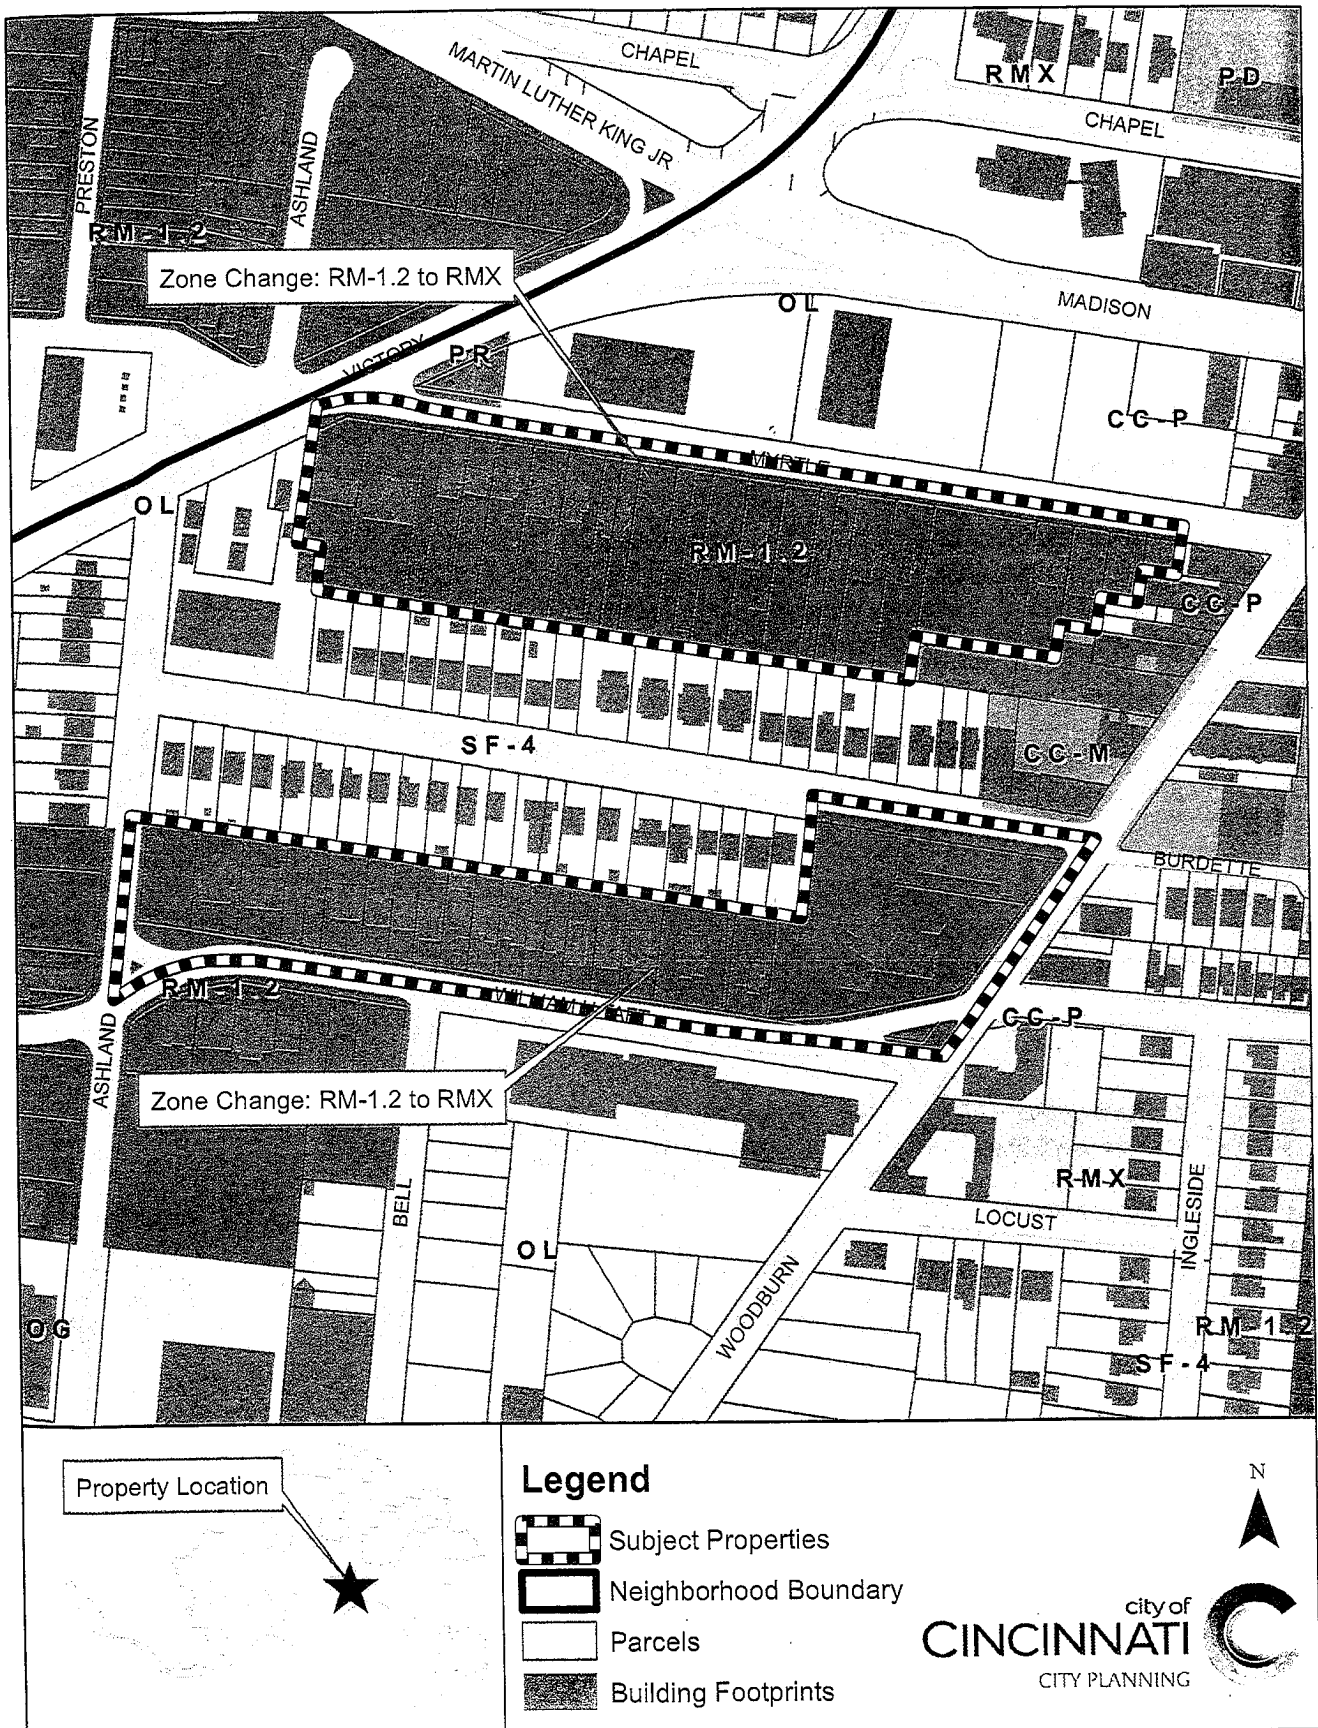 CHAPEL
MARTIN LUTHER KING JR
RMX
PD
CHAPEL
PRESTON
ASHLAND
RM-1.2
Zone Change: RM-1.2 to RMX
OL
MADISON
VICTORY
PR
CC-P
MYRTLE
OL
RM-1.2
CC-P
SF-4
CC-M
BURDETTE
RM-1.2
WILLIAM H TAFT
CC-P
ASHLAND
Zone Change: RM-1.2 to RMX
BELL
RMX
INGLESIDE
LOCUST
OL
WOODBURN
OG
RM-1.2
SF-4
Property Location
Legend
Subject Properties
Neighborhood Boundary
Parcels
Building Footprints
N
city of
CINCINNATI
CITY PLANNING